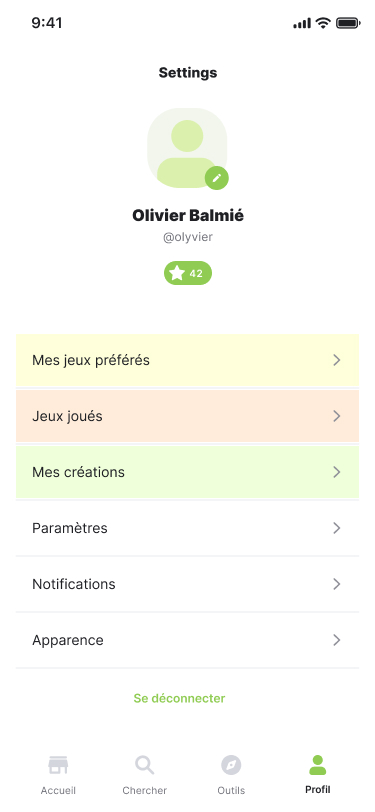 9:41
Settings
Olivier Balmié
@olyvier
42
Mes jeux préférés
Jeux joués
Mes créations
Paramètres
Notifications
Apparence
Se déconnecter
Accueil
Chercher
Outils
Profil